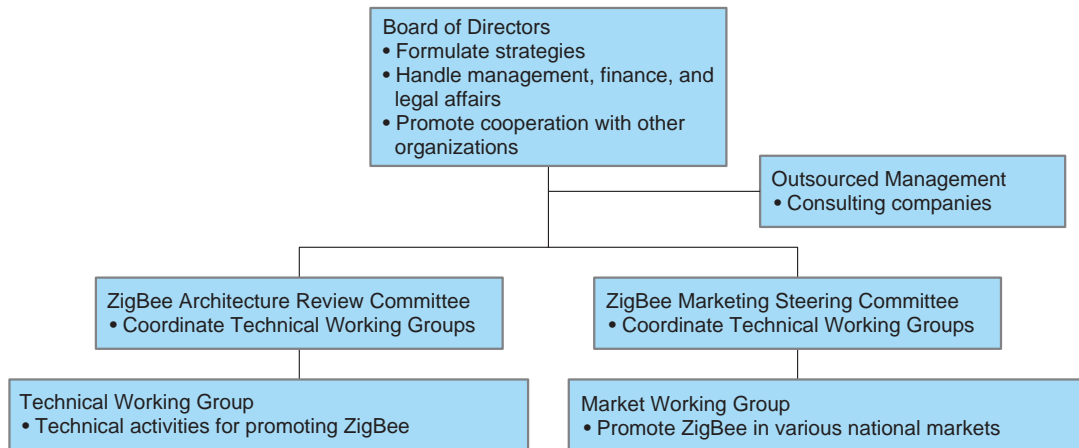 Board of Directors
• Formulate strategies
• Handle management, finance, and
legal affairs
• Promote cooperation with other
organizations
Outsourced Management
• Consulting companies
ZigBee Architecture Review Committee
• Coordinate Technical Working Groups
ZigBee Marketing Steering Committee
• Coordinate Technical Working Groups
Technical Working Group
• Technical activities for promoting ZigBee
Market Working Group
• Promote ZigBee in various national markets